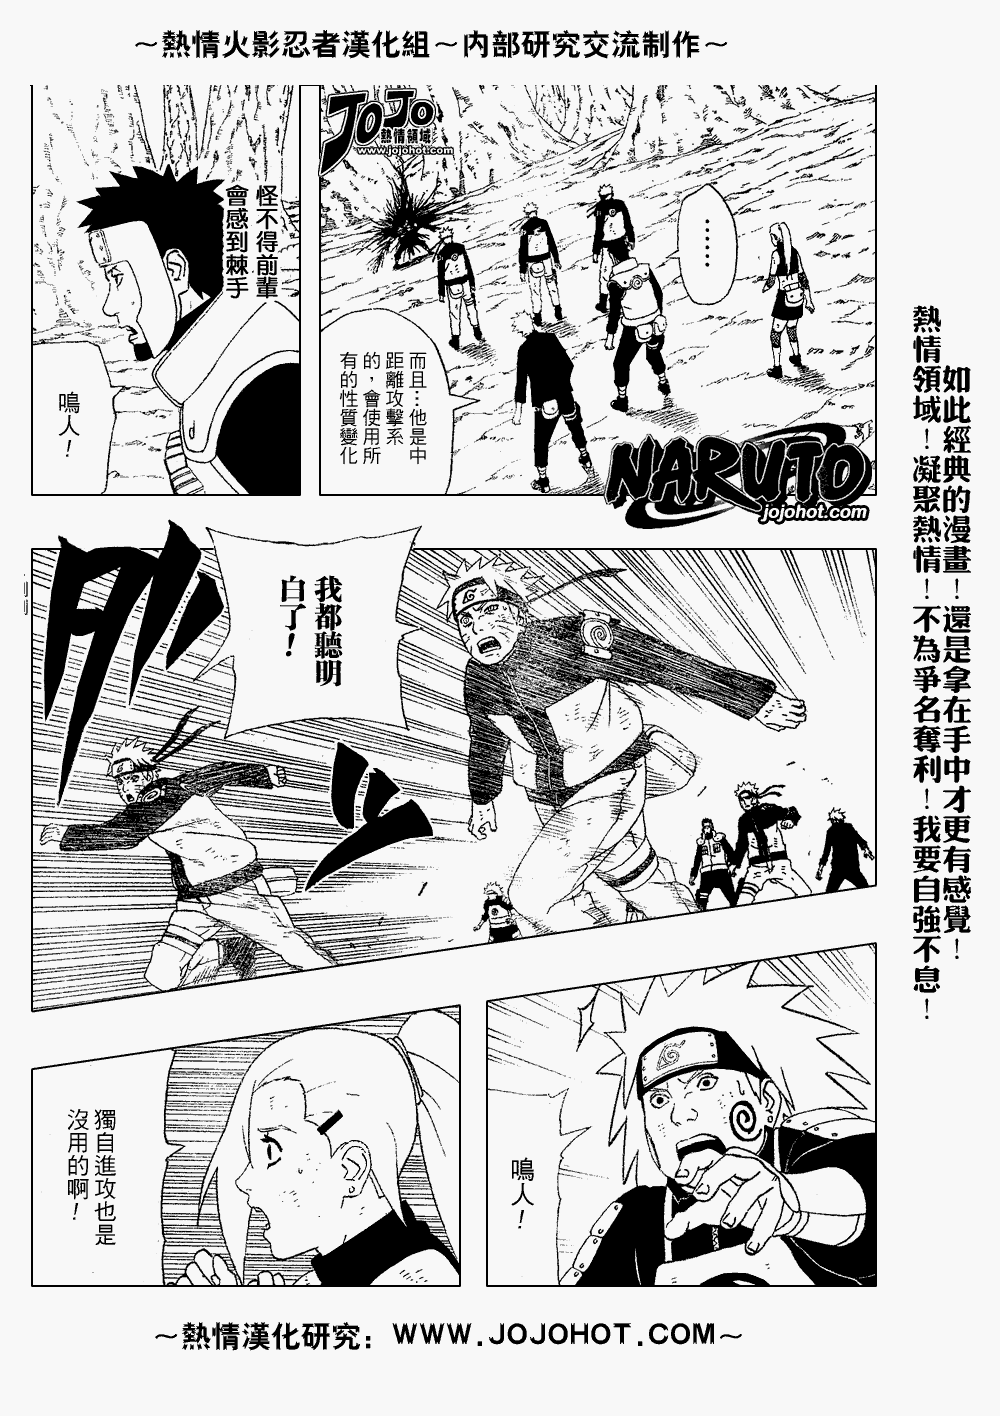 ～熱情火影忍者漢化組～内部研究交流制作～
JOJO
熱情領域
www.jojohot.com
……
而且…他是中
距離攻擊系
的，會使用所
有的性質變化
NARUTO
jojohot.com
怪不得前輩
會感到棘手
鳴人！
我都聽明
白了！
鳴人！
獨自進攻也是
沒用的啊！
如此經典的漫畫！還是拿在手中才更有感覺！
熱情領域！凝聚熱情！不為爭名奪利！我要自強不息！
～熱情漢化研究：WWW.JOJOHOT.COM～